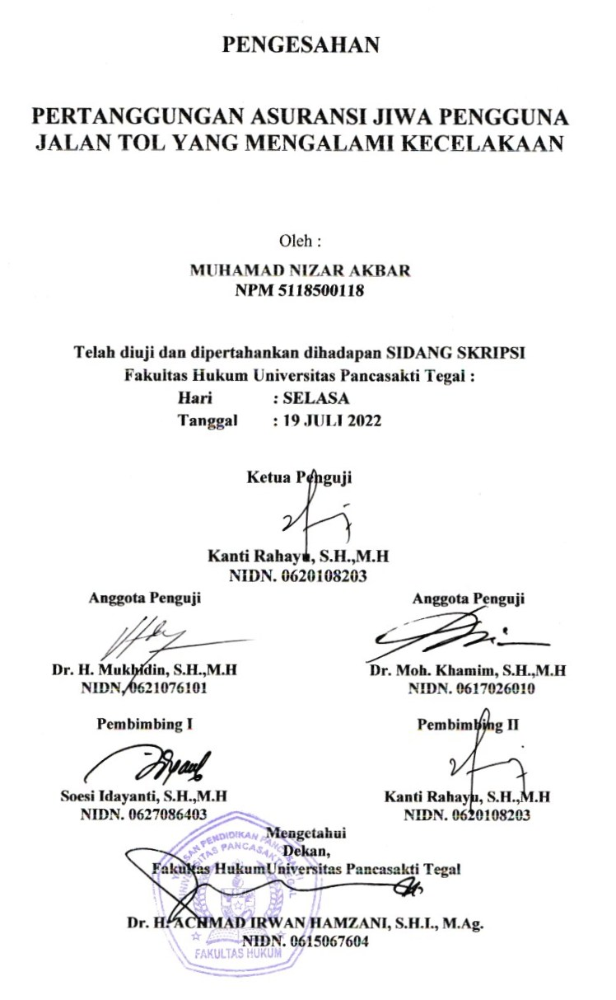 PENGESAHAN
PERTANGGUNGAN ASURANSI JIWA PENGGUNA
JALAN TOL YANG MENGALAMI KECELAKAAN
Oleh :
MUHAMAD NIZAR AKBAR
NPM 5118500118
Telah diuji dan dipertahankan dihadapan SIDANG SKRIPSI
Fakultas Hukum Universitas Pancasakti Tegal :
Hari : SELASA
Tanggal : 19 JULI 2022
Ketua Penguji
Kanti Rahayu, S.H.,M.H
NIDN. 0620108203
Anggota Penguji
Dr. H. Mukhidin, S.H.,M.H
NIDN. 0621076101
Anggota Penguji
Dr. Moh. Khamim, S.H.,M.H
NIDN. 0617026010
Pembimbing I
Soesi Idayanti, S.H.,M.H
NIDN. 0627086403
Pembimbing II
Kanti Rahayu, S.H.,M.H
NIDN. 0620108203
Mengetahui
Dekan,
Fakultas HukumUniversitas Pancasakti Tegal
Dr. H. ACHMAD IRWAN HAMZANI, S.H.I., M.Ag.
NIDN. 0615067604
YAYASAN PENDIDIKAN PANCASAKTI
UNIVERSITAS PANCASAKTI TEGAL
FAKULTAS HUKUM